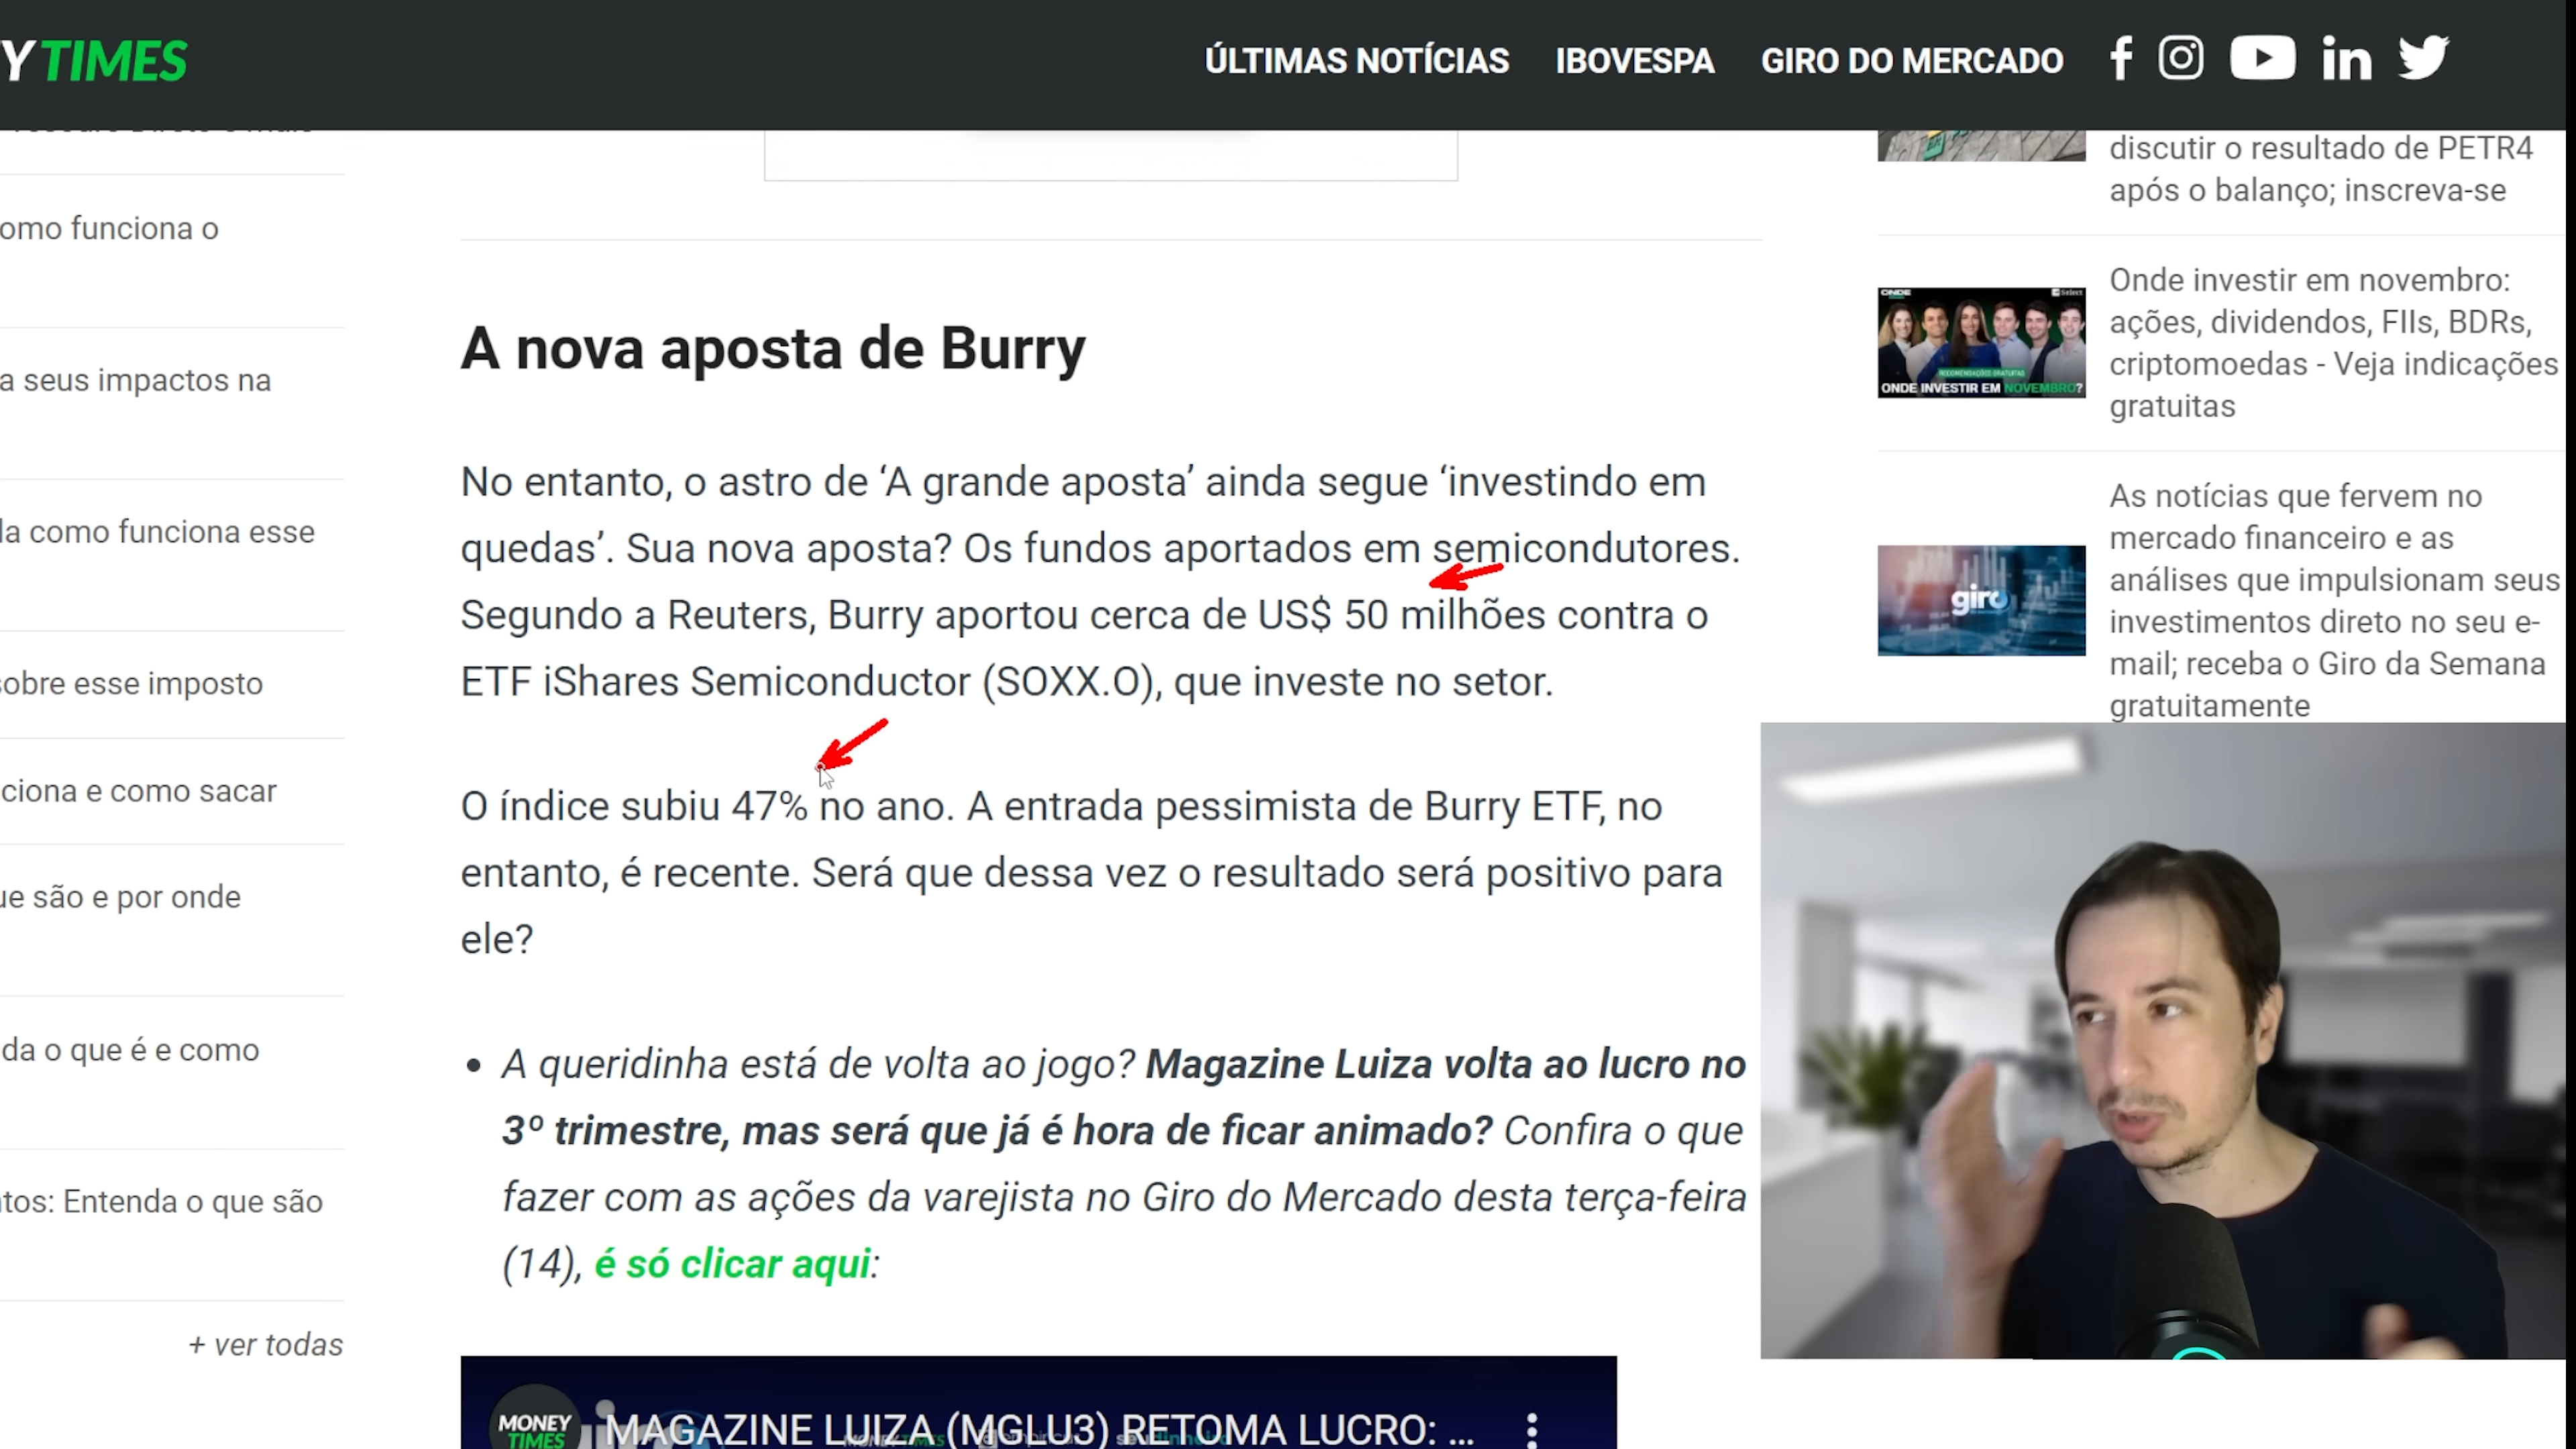 Y TIMES
ÚLTIMAS NOTÍCIAS IBOVESPA GIRO DO MERCADO
omo funciona o
a seus impactos na
la como funciona esse
sobre esse imposto
ciona e como sacar
ue são e por onde
da o que é e como
ntos: Entenda o que são
+ ver todas
A nova aposta de Burry
No entanto, o astro de ‘A grande aposta’ ainda segue ‘investindo em
quedas’. Sua nova aposta? Os fundos aportados em semicondutores.
Segundo a Reuters, Burry aportou cerca de US$ 50 milhões contra o
ETF iShares Semiconductor (SOXX.O), que investe no setor.
O índice subiu 47% no ano. A entrada pessimista de Burry ETF, no
entanto, é recente. Será que dessa vez o resultado será positivo para
ele?
• A queridinha está de volta ao jogo? Magazine Luiza volta ao lucro no
3º trimestre, mas será que já é hora de ficar animado? Confira o que
fazer com as ações da varejista no Giro do Mercado desta terça-feira
(14), é só clicar aqui:
MONEY
TIMES
MAGAZINE LUIZA (MGLU3) RETOMA LUCRO: ...
discutir o resultado de PETR4
após o balanço; inscreva-se
ONDE
Select
RECOMENDAÇÕES GRATUITAS
ONDE INVESTIR EM NOVEMBRO?
Onde investir em novembro:
ações, dividendos, FIIs, BDRs,
criptomoedas - Veja indicações
gratuitas
giro
As notícias que fervem no
mercado financeiro e as
análises que impulsionam seus
investimentos direto no seu e-
mail; receba o Giro da Semana
gratuitamente